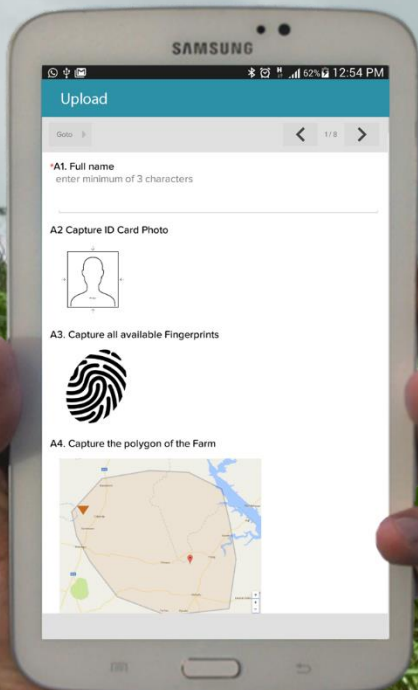 SAMSUNG
62% 12:54 PM
Upload
Goto
1/8
*A1. Full name
enter minimum of 3 characters
A2 Capture ID Card Photo
A3. Capture all available Fingerprints
A4. Capture the polygon of the Farm